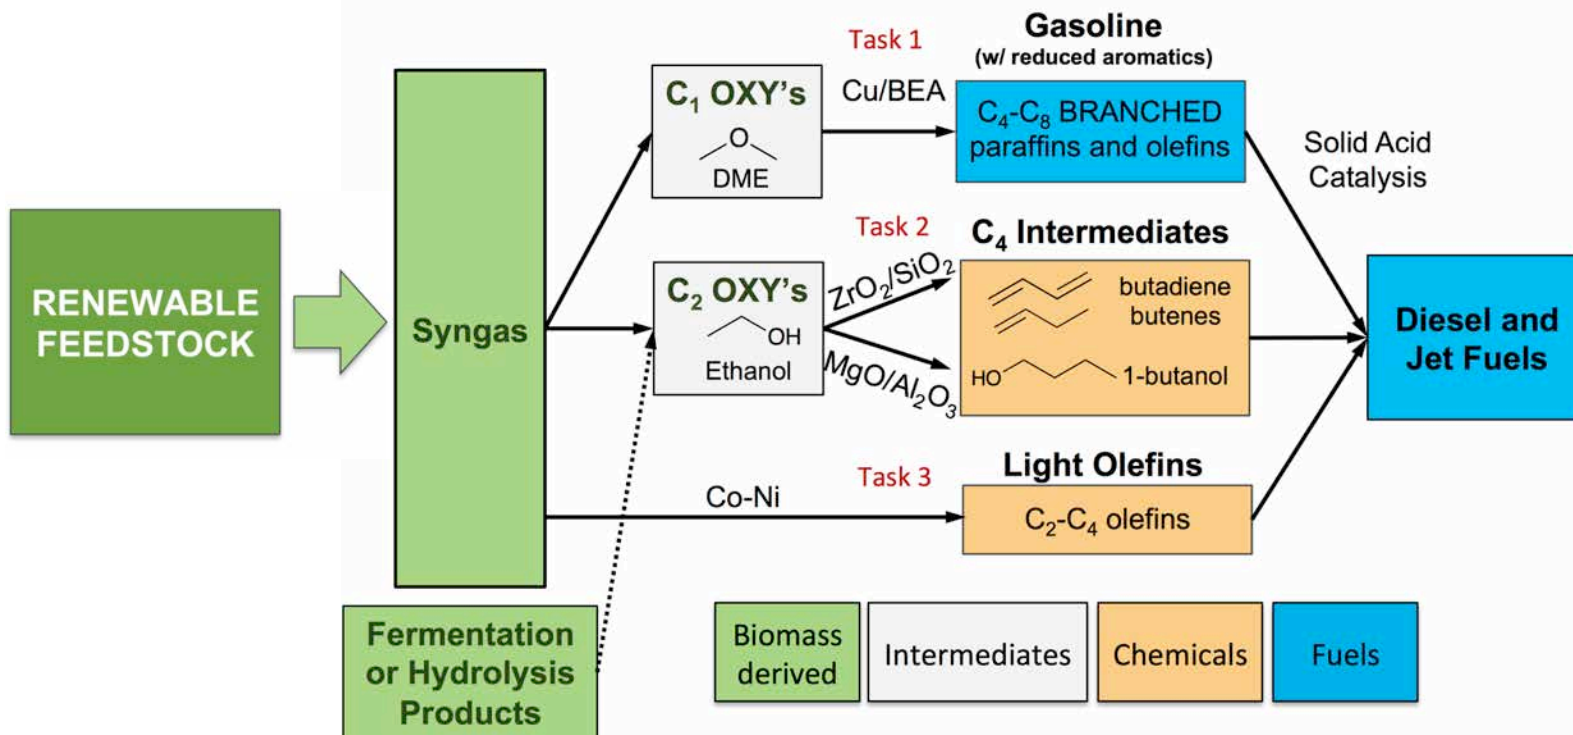 RENEWABLE
FEEDSTOCK
Syngas
Fermentation
or Hydrolysis
Products
C₁ OXY's
O
DME
Task 1
Cu/BEA
Gasoline
(w/ reduced aromatics)
C₄-C₈ BRANCHED
paraffins and olefins
Solid Acid
Catalysis
C₂ OXY's
OH
Ethanol
Task 2
ZrO₂/SiO₂
MgO/Al₂O₃
C₄ Intermediates
butadiene
butenes
HO
1-butanol
Diesel and
Jet Fuels
Co-Ni
Task 3
Light Olefins
C₂-C₄ olefins
Biomass
derived
Intermediates
Chemicals
Fuels